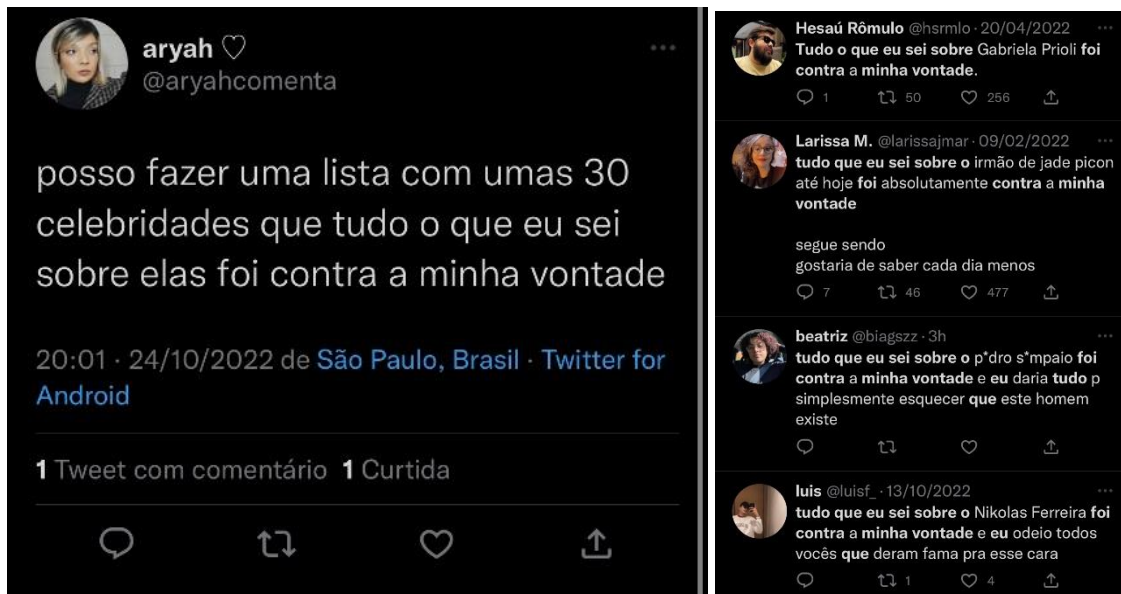 aryah ♡
@aryahcomenta
posso fazer uma lista com umas 30
celebridades que tudo o que eu sei
sobre elas foi contra a minha vontade
20:01 · 24/10/2022 de São Paulo, Brasil · Twitter for
Android
1 Tweet com comentário 1 Curtida
Hesaú Rômulo @hsrmlo · 20/04/2022
Tudo o que eu sei sobre Gabriela Prioli foi
contra a minha vontade.
1 50 256
Larissa M. @larissajmar · 09/02/2022
tudo que eu sei sobre o irmão de jade picon
até hoje foi absolutamente contra a minha
vontade
segue sendo
gostaria de saber cada dia menos
7 46 477
beatriz @biagszz · 3h
tudo que eu sei sobre o p*dro s*mpaio foi
contra a minha vontade e eu daria tudo p
simplesmente esquecer que este homem
existe
luis @luisf_ · 13/10/2022
tudo que eu sei sobre o Nikolas Ferreira foi
contra a minha vontade e eu odeio todos
vocês que deram fama pra esse cara
1 4